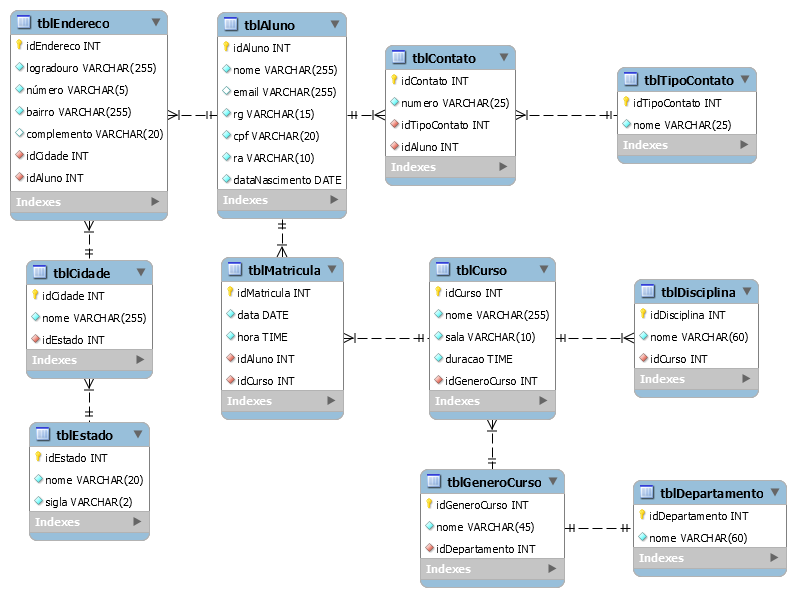 tblEndereco
idEndereco INT
logradouro VARCHAR(255)
número VARCHAR(5)
bairro VARCHAR(255)
complemento VARCHAR(20)
idCidade INT
idAluno INT
Indexes
tblAluno
idAluno INT
nome VARCHAR(255)
email VARCHAR(255)
rg VARCHAR(15)
cpf VARCHAR(20)
ra VARCHAR(10)
dataNascimento DATE
Indexes
tblContato
idContato INT
numero VARCHAR(25)
idTipoContato INT
idAluno INT
Indexes
tblTipoContato
idTipoContato INT
nome VARCHAR(25)
Indexes
tblCidade
idCidade INT
nome VARCHAR(255)
idEstado INT
Indexes
tblMatricula
idMatricula INT
data DATE
hora TIME
idAluno INT
idCurso INT
Indexes
tblCurso
idCurso INT
nome VARCHAR(255)
sala VARCHAR(10)
duracao TIME
idGeneroCurso INT
Indexes
tblDisciplina
idDisciplina INT
nome VARCHAR(60)
idCurso INT
Indexes
tblEstado
idEstado INT
nome VARCHAR(20)
sigla VARCHAR(2)
Indexes
tblGeneroCurso
idGeneroCurso INT
nome VARCHAR(45)
idDepartamento INT
Indexes
tblDepartamento
idDepartamento INT
nome VARCHAR(60)
Indexes